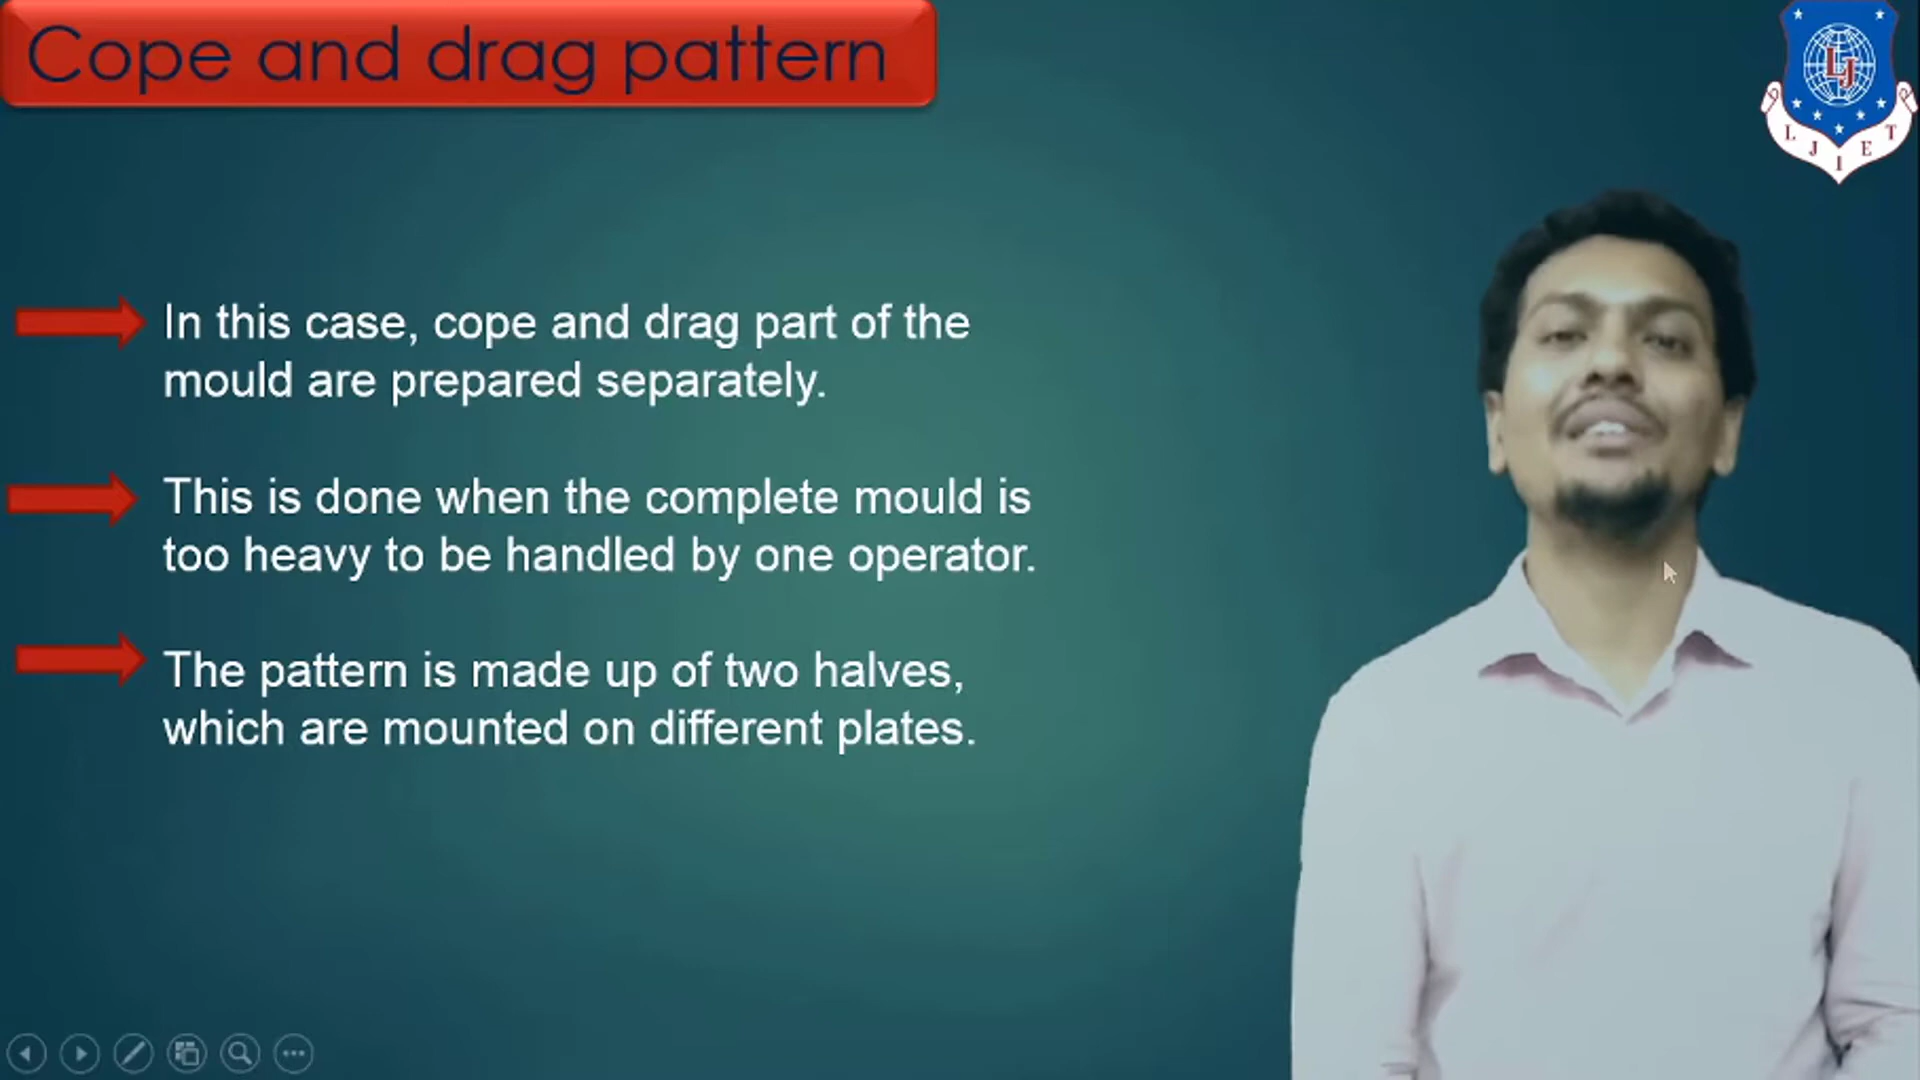 Cope and drag pattern
LJ
L J I E T
In this case, cope and drag part of the
mould are prepared separately.
This is done when the complete mould is
too heavy to be handled by one operator.
The pattern is made up of two halves,
which are mounted on different plates.